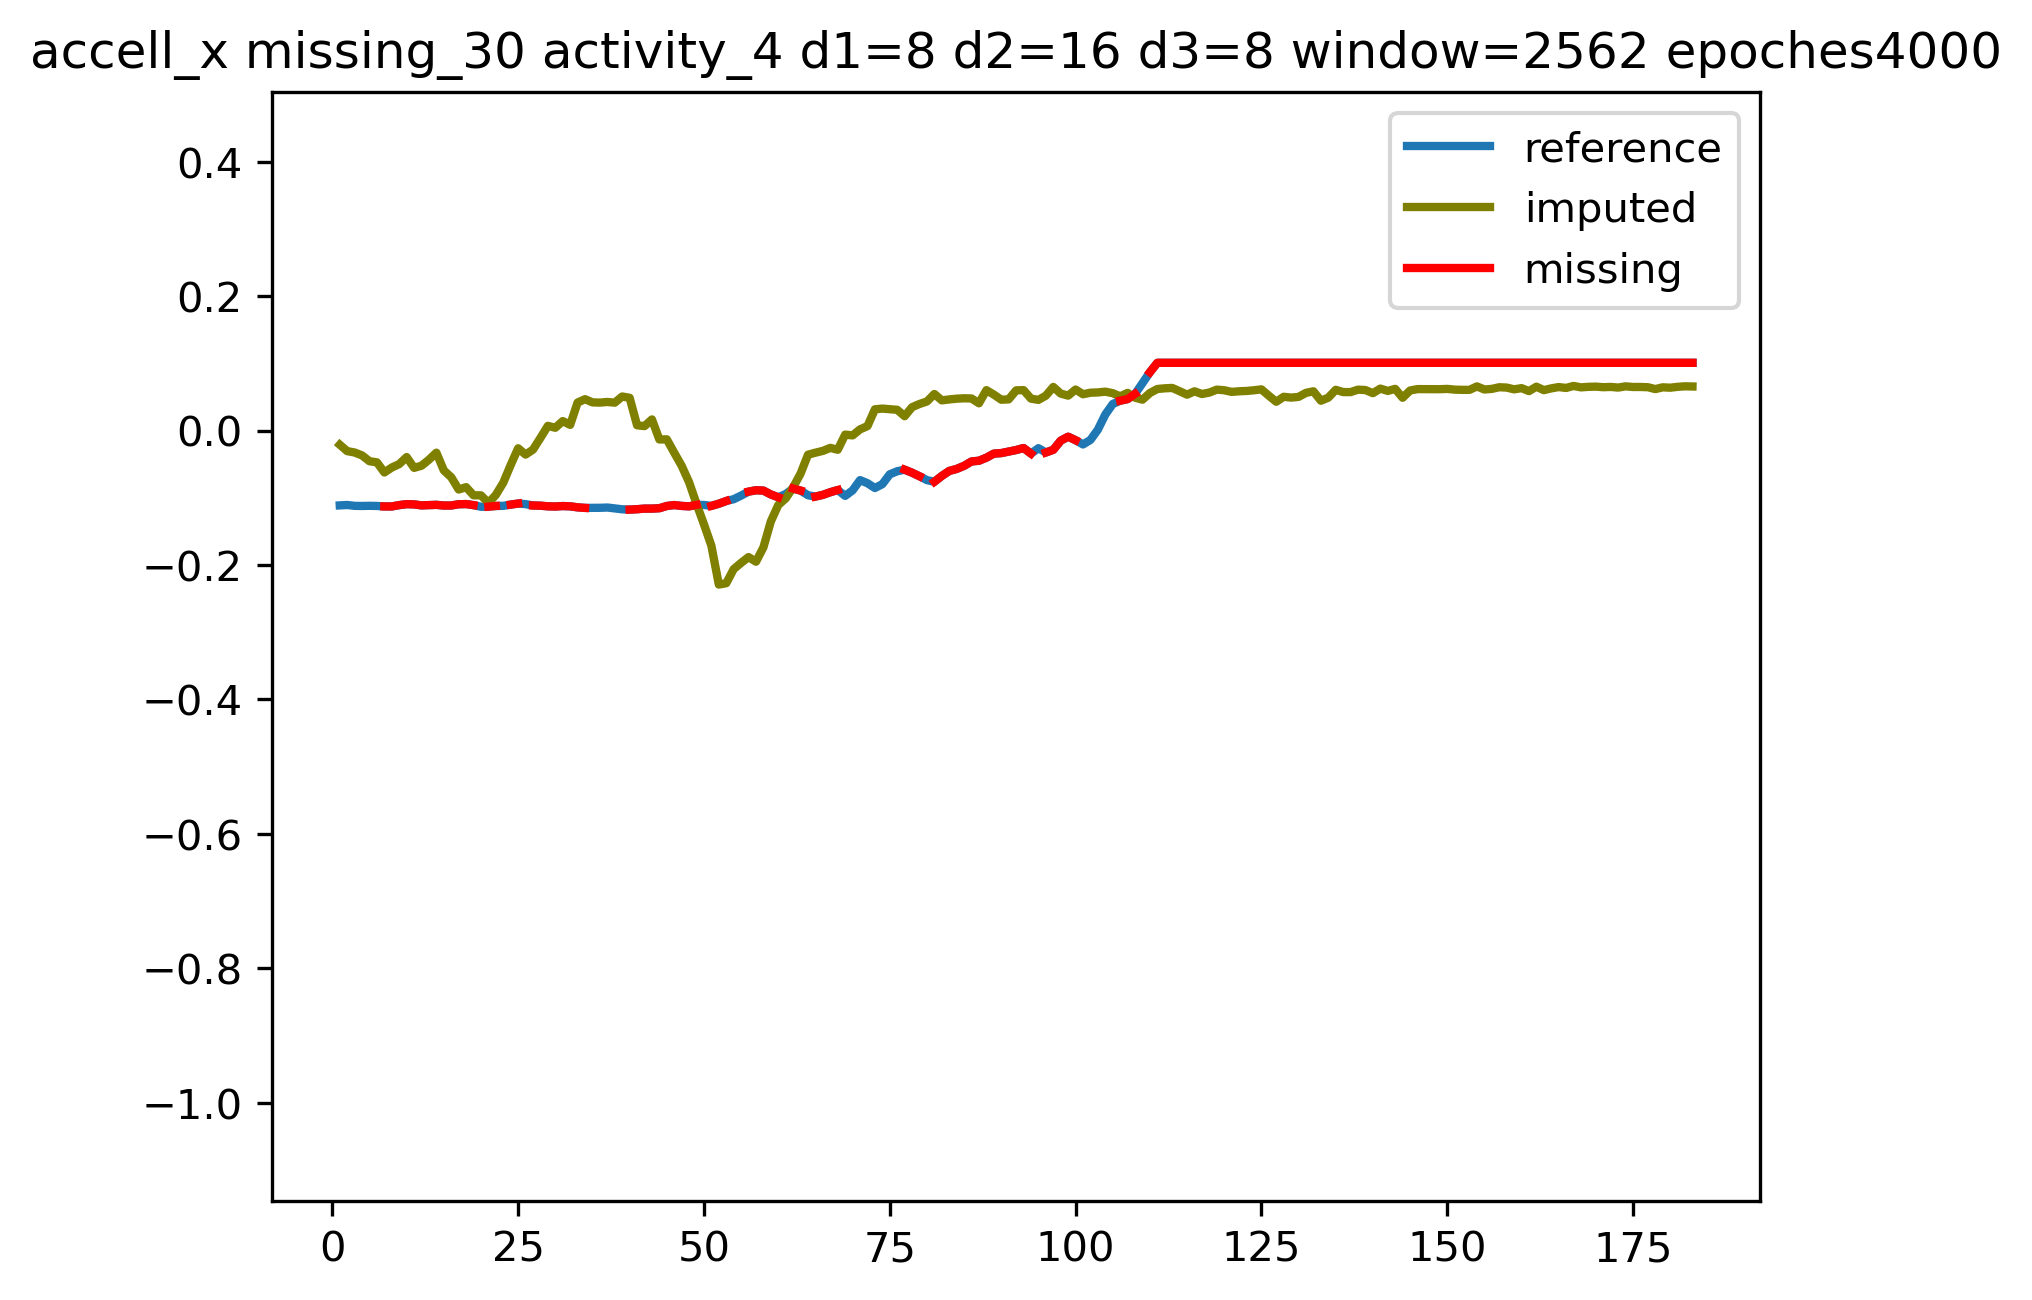 accell_x missing_30 activity_4 d1=8 d2=16 d3=8 window=2562 epoches4000
reference
imputed
missing
0.4
0.2
0.0
−0.2
−0.4
−0.6
−0.8
−1.0
0 25 50 75 100 125 150 175